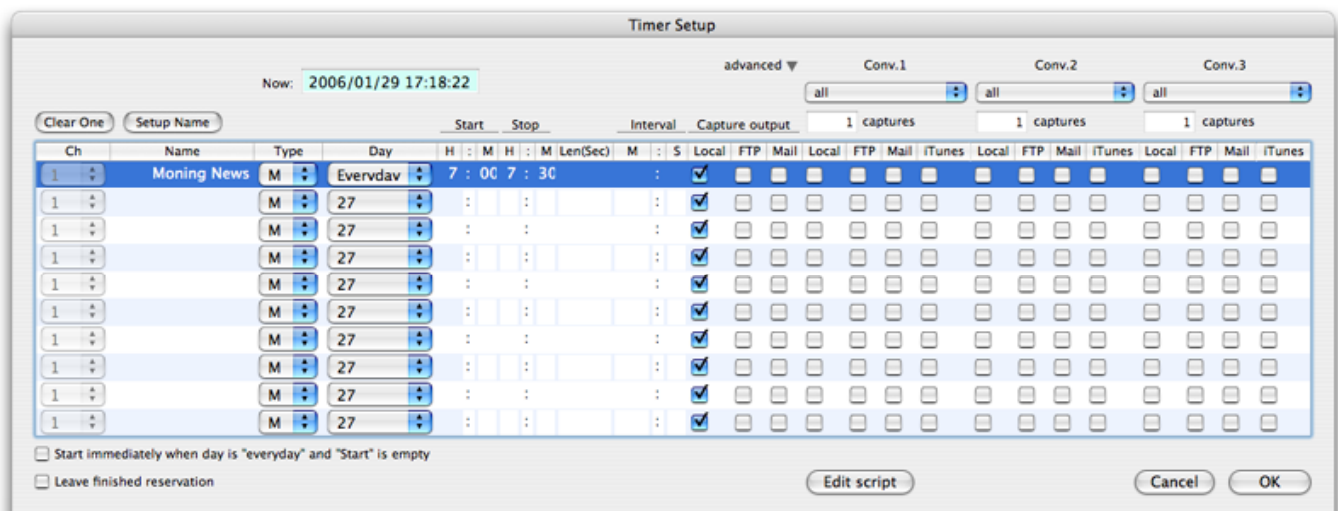 Timer Setup
advanced ▼ Conv.1 Conv.2 Conv.3
Now: 2006/01/29 17:18:22
all all all
Clear One Setup Name Start Stop Interval Capture output 1 captures 1 captures 1 captures
Ch Name Type Day H : M H : M Len(Sec) M : S Local FTP Mail Local FTP Mail iTunes Local FTP Mail iTunes Local FTP Mail iTunes
1 Moning News M Everyday 7 : 00 7 : 30 :
1 M 27 : : :
1 M 27 : : :
1 M 27 : : :
1 M 27 : : :
1 M 27 : : :
1 M 27 : : :
1 M 27 : : :
1 M 27 : : :
1 M 27 : : :
Start immediately when day is "everyday" and "Start" is empty
Leave finished reservation Edit script Cancel OK